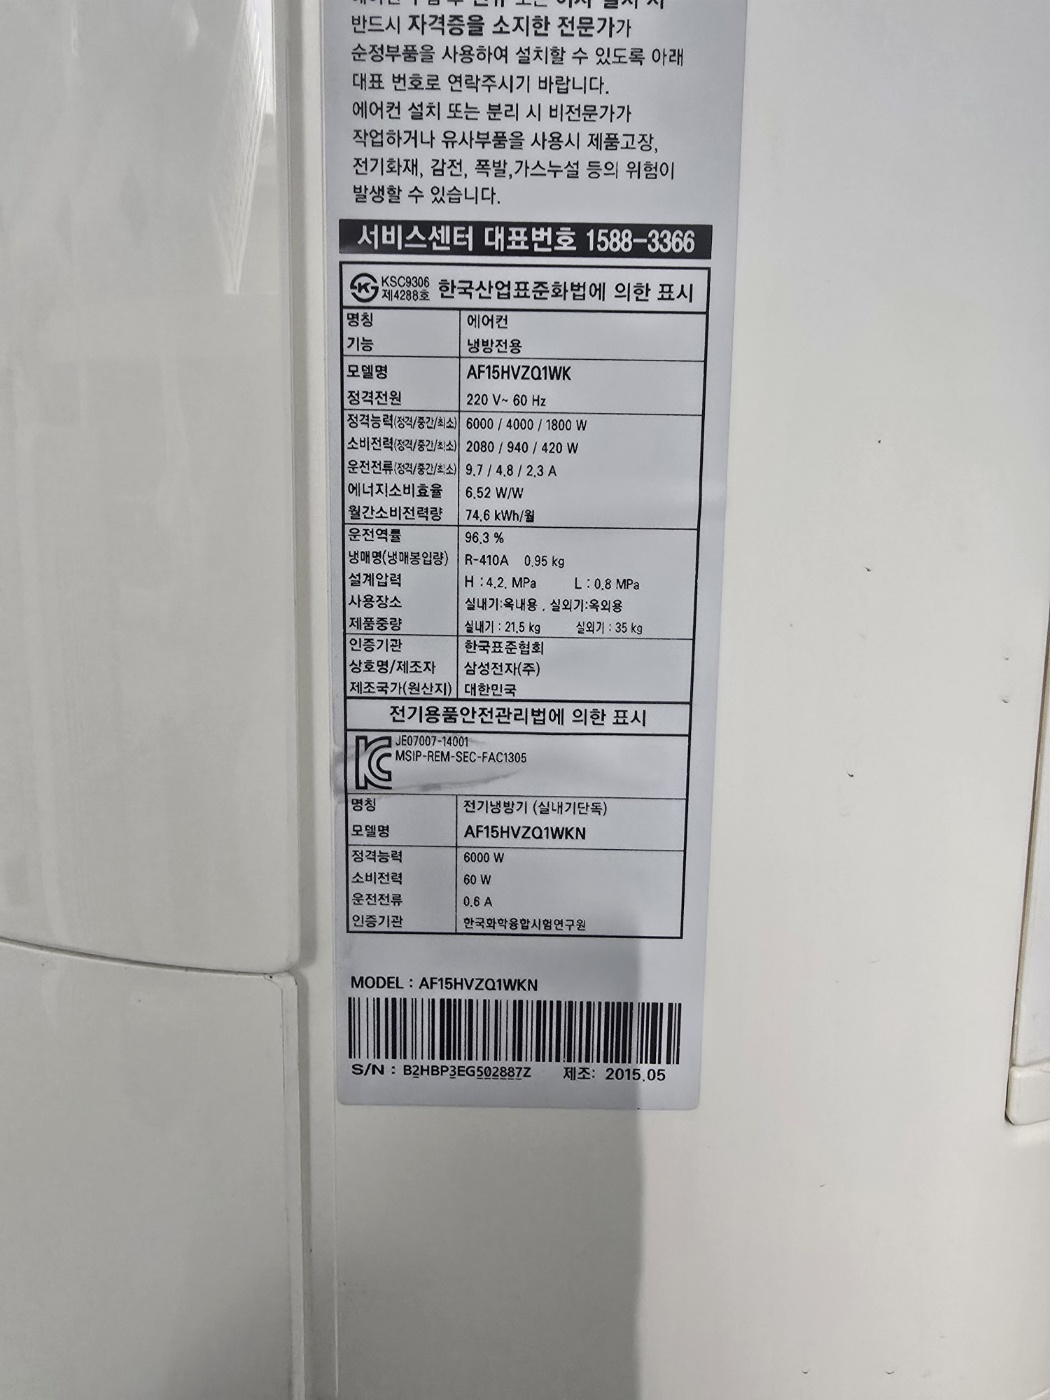 반드시 자격증을 소지한 전문가가
순정부품을 사용하여 설치할 수 있도록 아래
대표 번호로 연락주시기 바랍니다.
에어컨 설치 또는 분리 시 비전문가가
작업하거나 유사부품을 사용시 제품고장,
전기화재, 감전, 폭발,가스누설 등의 위험이
발생할 수 있습니다.
서비스센터 대표번호 1588-3366
KSC9306
제4288호 한국산업표준화법에 의한 표시
명칭 에어컨
기능 냉방전용
모델명 AF15HVZQ1WK
정격전원 220 V~ 60 Hz
정격능력(정격/중간/최소) 6000 / 4000 / 1800 W
소비전력(정격/중간/최소) 2080 / 940 / 420 W
운전전류(정격/중간/최소) 9.7 / 4.8 / 2.3 A
에너지소비효율 6.52 W/W
월간소비전력량 74.6 kWh/월
운전역률 96.3 %
냉매명(냉매봉입량) R-410A 0.95 kg
설계압력 H : 4.2. MPa L : 0.8 MPa
사용장소 실내기:옥내용 , 실외기:옥외용
제품중량 실내기 : 21.5 kg 실외기 : 35 kg
인증기관 한국표준협회
상호명/제조자 삼성전자(주)
제조국가(원산지) 대한민국
전기용품안전관리법에 의한 표시
JE07007-14001
MSIP-REM-SEC-FAC1305
명칭 전기냉방기 (실내기단독)
모델명 AF15HVZQ1WKN
정격능력 6000 W
소비전력 60 W
운전전류 0.6 A
인증기관 한국화학융합시험연구원
MODEL : AF15HVZQ1WKN
S/N : B2HBP3EG502887Z 제조: 2015.05